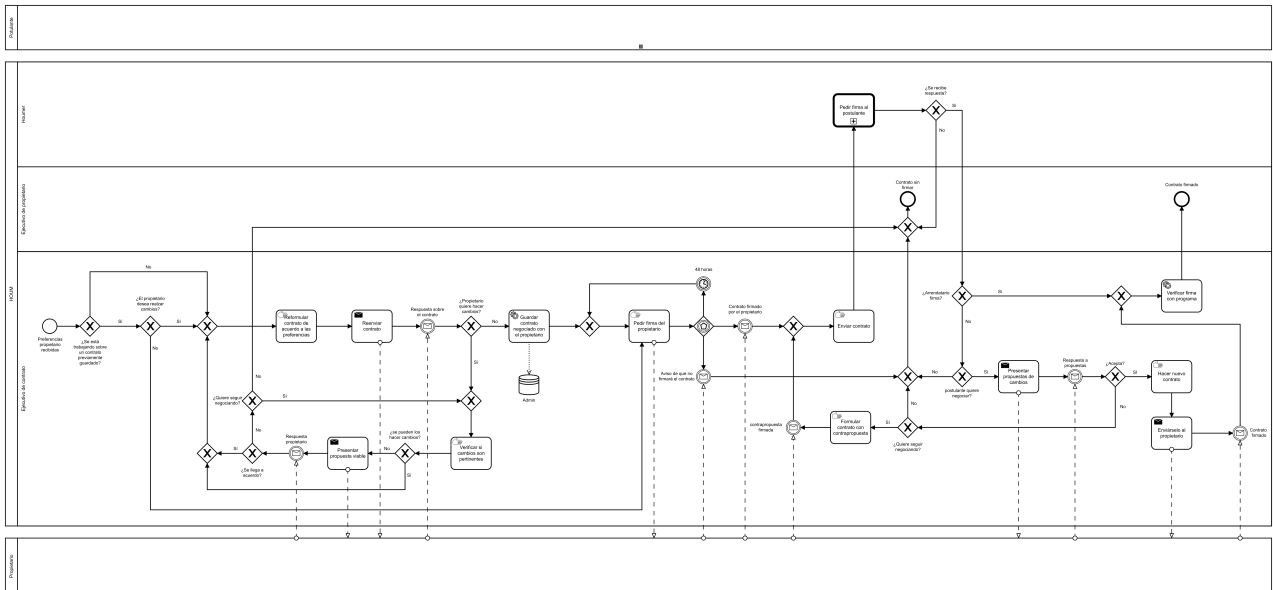 Potulante
HOUM
Houmer
Ejecutivo de propietario
Ejecutivo de contrato
Propietario
Pedir firma al
postulante
¿Se recibe
respuesta?
Si
No
Contrato sin
firmar
Contrato firmado
No
Preferencias
propietario
recibidas
¿Se está
trabajando sobre
un contrato
previamente
guardado?
Si
¿El propietario
desea realizar
cambios?
Si
No
Reformular
contrato de
acuerdo a las
preferencias
Reenviar
contrato
Respuesta sobre
el contrato
¿Propietario
quiere hacer
cambios?
No
Si
Guardar
contrato
negociado con
el propietario
Admin
Pedir firma del
propietario
48 horas
Contrato firmado
por el propietario
Aviso de que no
firmará el contrato
Enviar contrato
¿Arrendatario
firma?
Si
No
Verificar firma
con programa
¿Quiere seguir
negociando?
No
Si
No
¿Se llega a
acuerdo?
Si
Respuesta
propietario
Presentar
propuesta viable
¿se pueden los
hacer cambios?
No
Si
Verificar si
cambios son
pertinentes
contrapropuesta
firmada
Formular
contrato con
contrapropuesta
Si
No
¿Quiere seguir
negociando?
No
postulante quiere
negociar?
Si
Presentar
propuestas de
cambios
Respuesta a
propuestas
¿Acepta?
Si
No
Hacer nuevo
contrato
Enviárselo al
propietario
Contrato
firmado